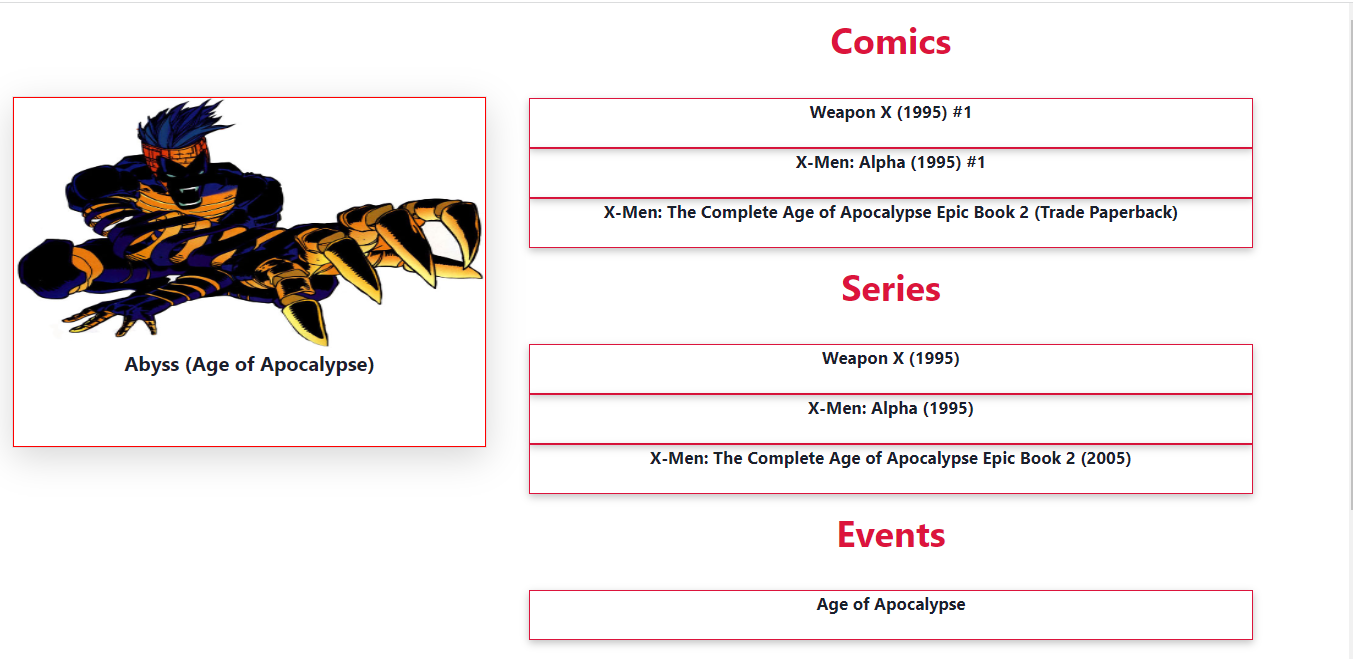 Comics
Weapon X (1995) #1
X-Men: Alpha (1995) #1
X-Men: The Complete Age of Apocalypse Epic Book 2 (Trade Paperback)
Abyss (Age of Apocalypse)
Series
Weapon X (1995)
X-Men: Alpha (1995)
X-Men: The Complete Age of Apocalypse Epic Book 2 (2005)
Events
Age of Apocalypse